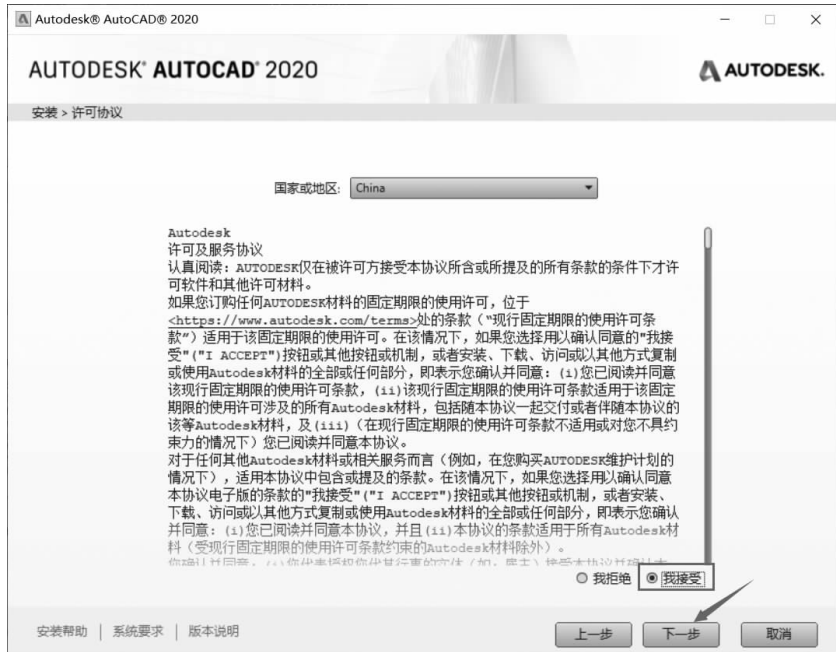 Autodesk® AutoCAD® 2020
AUTODESK® AUTOCAD® 2020
AUTODESK.
安装 > 许可协议
国家或地区: China
Autodesk
许可及服务协议
认真阅读：AUTODESK仅在被许可方接受本协议所含或所提及的所有条款的条件下才许
可软件和其他许可材料。
如果您订购任何AUTODESK材料的固定期限的使用许可，位于
<https://www.autodesk.com/terms>处的条款（“现行固定期限的使用许可条
款”）适用于该固定期限的使用许可。在该情况下，如果您选择用以确认同意的"我接
受"("I ACCEPT")按钮或其他按钮或机制，或者安装、下载、访问或以其他方式复制
或使用Autodesk材料的全部或任何部分，即表示您确认并同意：(i)您已阅读并同意
该现行固定期限的使用许可条款，(ii)该现行固定期限的使用许可条款适用于该固定
期限的使用许可涉及的所有Autodesk材料，包括随本协议一起交付或者伴随本协议的
该等Autodesk材料，及(iii)（在现行固定期限的使用许可条款不适用或对您不具约
束力的情况下）您已阅读并同意本协议。
对于任何其他Autodesk材料或相关服务而言（例如，在您购买AUTODESK维护计划的
情况下），适用本协议中包含或提及的条款。在该情况下，如果您选择用以确认同意
本协议电子版的条款的"我接受"("I ACCEPT")按钮或其他按钮或机制，或者安装、
下载、访问或以其他方式复制或使用Autodesk材料的全部或任何部分，即表示您确认
并同意：(i)您已阅读并同意本协议，并且(ii)本协议的条款适用于所有Autodesk材
料（受现行固定期限的使用许可条款约束的Autodesk材料除外）。
我拒绝 我接受
安装帮助 | 系统要求 | 版本说明
上一步 下一步 取消